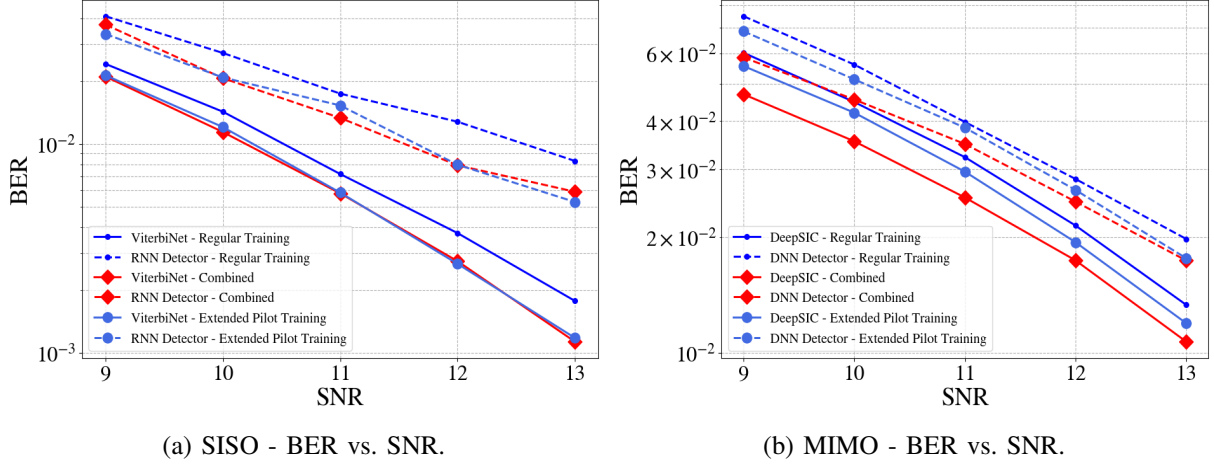 BER
10⁻²
10⁻³
ViterbiNet - Regular Training
RNN Detector - Regular Training
ViterbiNet - Combined
RNN Detector - Combined
ViterbiNet - Extended Pilot Training
RNN Detector - Extended Pilot Training
9 10 11 12 13
SNR
(a) SISO - BER vs. SNR.
BER
6×10⁻²
4×10⁻²
3×10⁻²
2×10⁻²
10⁻²
DeepSIC - Regular Training
DNN Detector - Regular Training
DeepSIC - Combined
DNN Detector - Combined
DeepSIC - Extended Pilot Training
DNN Detector - Extended Pilot Training
9 10 11 12 13
SNR
(b) MIMO - BER vs. SNR.